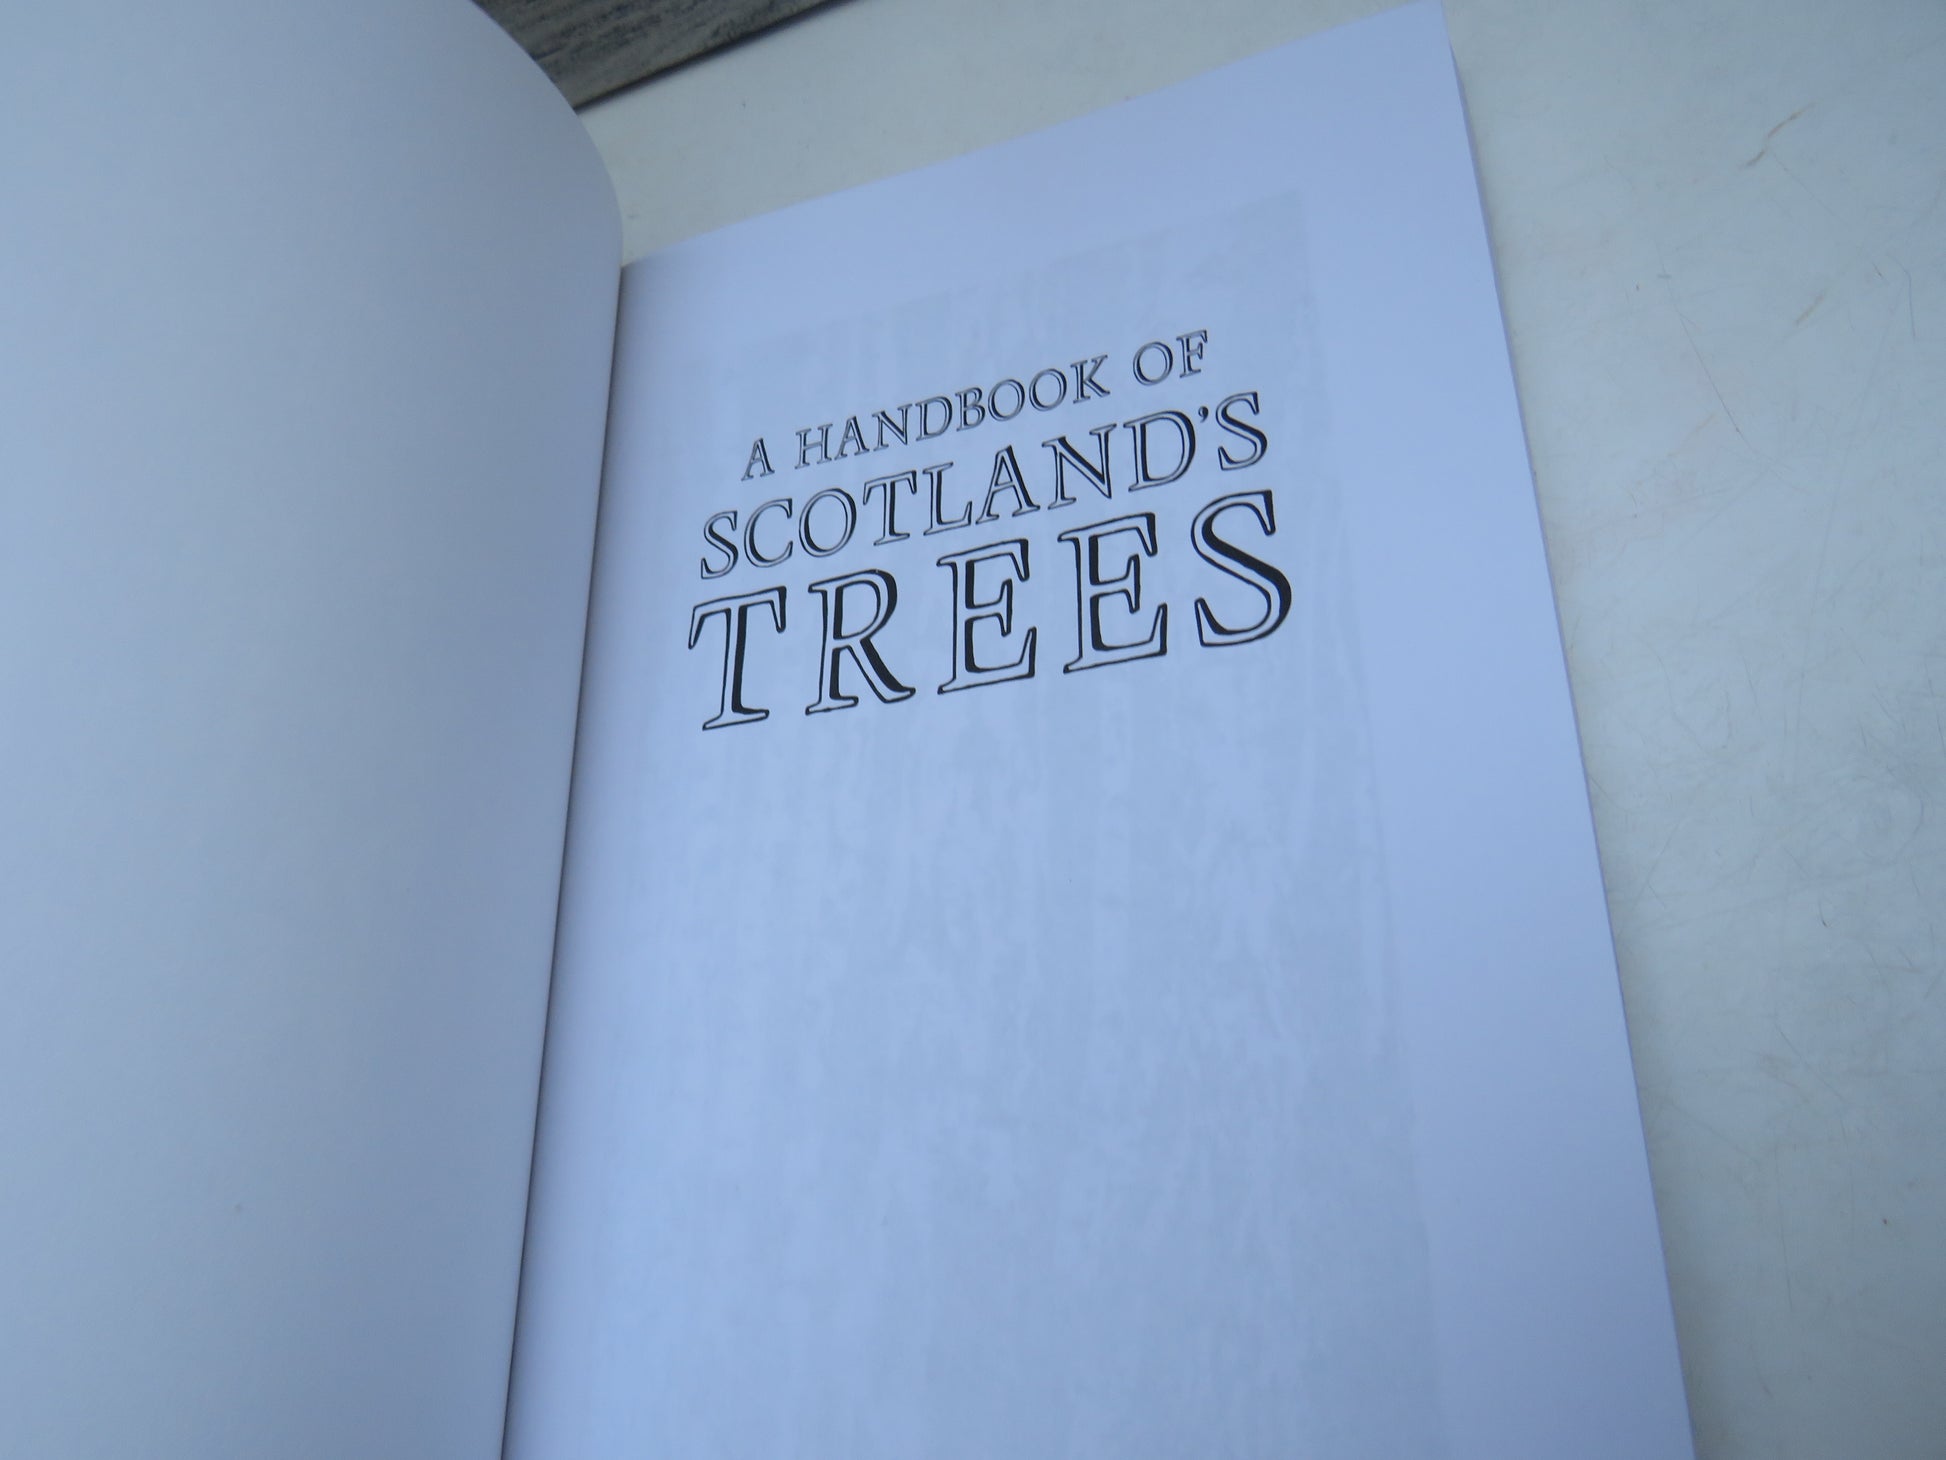 A HANDBOOK OF
SCOTLAND'S
TREES